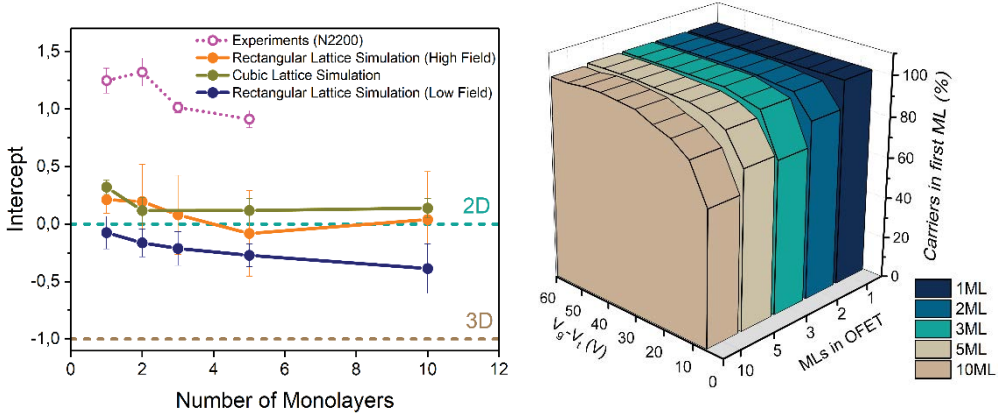 1,5
1,0
0,5
0,0
-0,5
-1,0
Intercept
Experiments (N2200)
Rectangular Lattice Simulation (High Field)
Cubic Lattice Simulation
Rectangular Lattice Simulation (Low Field)
2D
3D
0 2 4 6 8 10 12
Number of Monolayers
100
80
60
40
20
0
Carriers in first ML (%)
60
50
40
30
20
10
0
Vg-Vt (V)
10
5
3
2
1
MLs in OFET
1ML
2ML
3ML
5ML
10ML